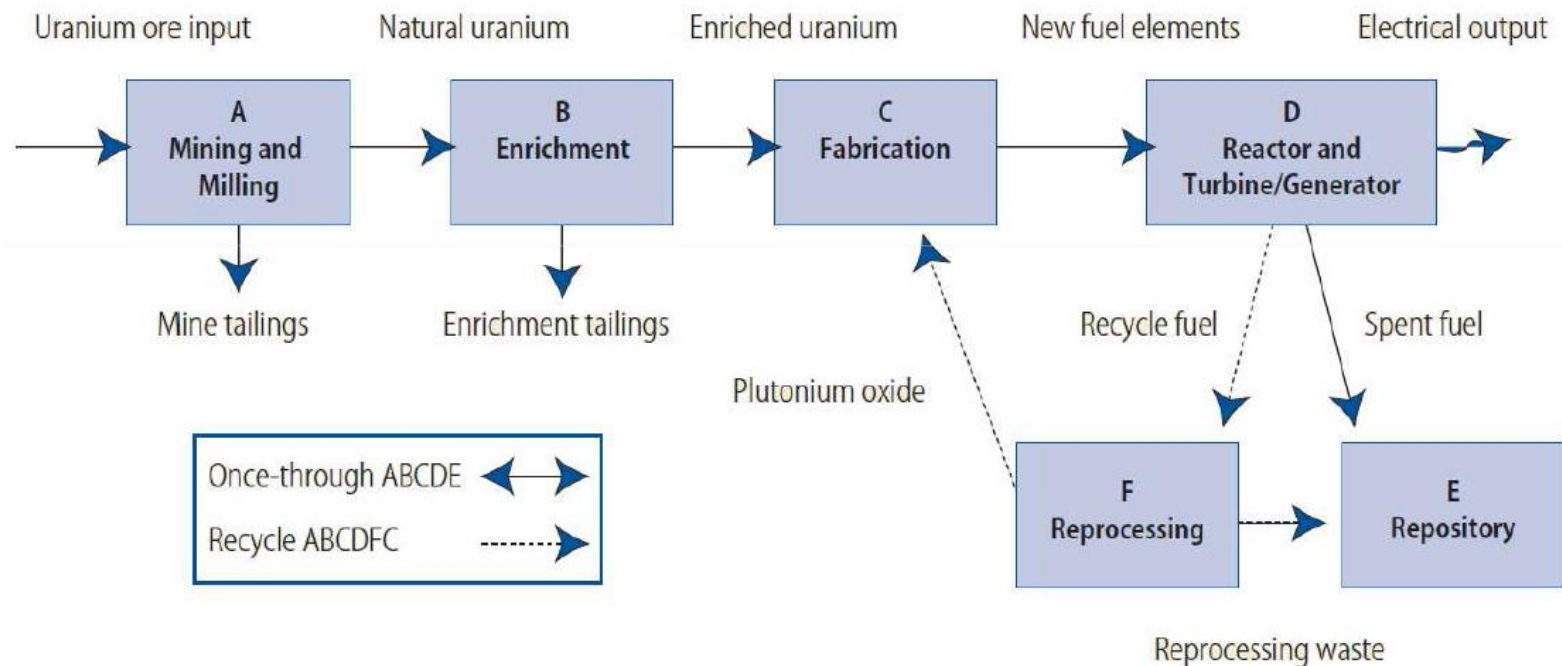 Uranium ore input
Natural uranium
Enriched uranium
New fuel elements
Electrical output
A
Mining and
Milling
B
Enrichment
C
Fabrication
D
Reactor and
Turbine/Generator
Mine tailings
Enrichment tailings
Recycle fuel
Spent fuel
Plutonium oxide
Once-through ABCDE
Recycle ABCDFC
F
Reprocessing
E
Repository
Reprocessing waste